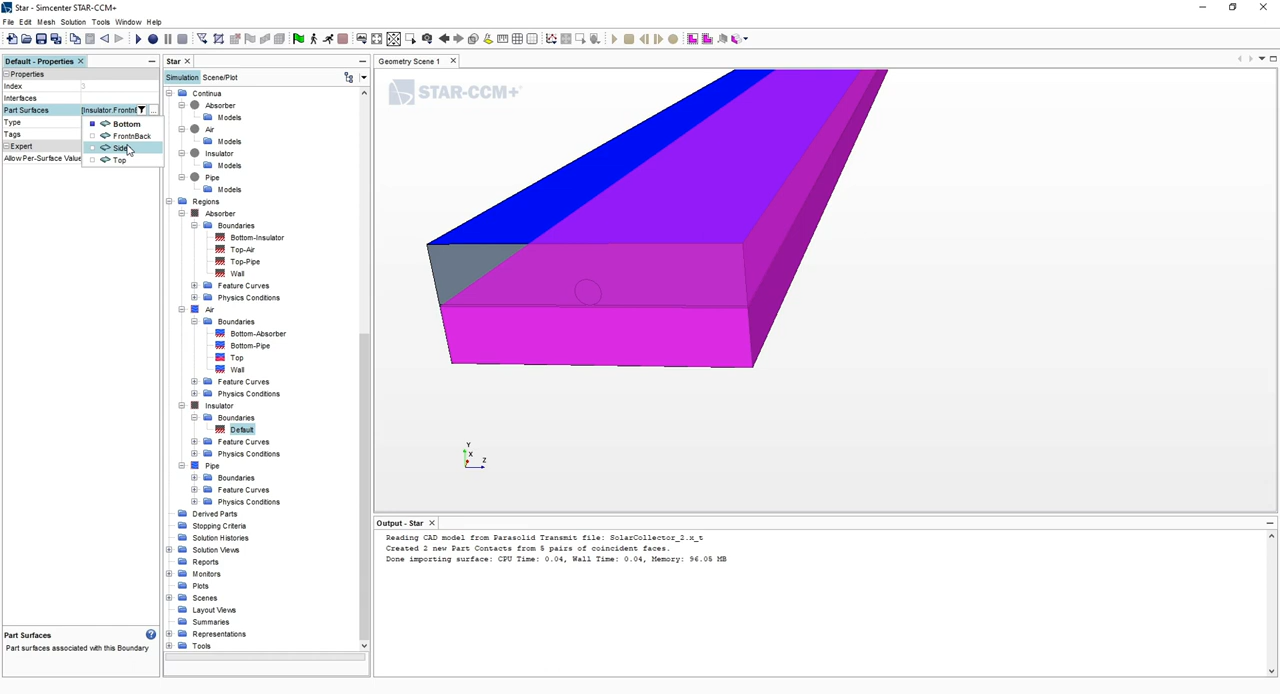 Star - Simcenter STAR-CCM+
File Edit Mesh Solution Tools Window Help
Default - Properties
Properties
Index 3
Interfaces
Part Surfaces [Insulator.Frontn ...
Type
Tags
Expert
Allow Per-Surface Value
Bottom
FrontnBack
Side
Top
Part Surfaces
Part surfaces associated with this Boundary
Star
Simulation Scene/Plot
Continua
Absorber
Models
Air
Models
Insulator
Models
Pipe
Models
Regions
Absorber
Boundaries
Bottom-Insulator
Top-Air
Top-Pipe
Wall
Feature Curves
Physics Conditions
Air
Boundaries
Bottom-Absorber
Bottom-Pipe
Top
Wall
Feature Curves
Physics Conditions
Insulator
Boundaries
Default
Feature Curves
Physics Conditions
Pipe
Boundaries
Feature Curves
Physics Conditions
Derived Parts
Stopping Criteria
Solution Histories
Solution Views
Reports
Monitors
Plots
Scenes
Layout Views
Summaries
Representations
Tools
Geometry Scene 1
STAR-CCM+
Y
X
Z
Output - Star
Reading CAD model from Parasolid Transmit file: SolarCollector_2.x_t
Created 2 new Part Contacts from 5 pairs of coincident faces.
Done importing surface: CPU Time: 0.04, Wall Time: 0.04, Memory: 96.05 MB